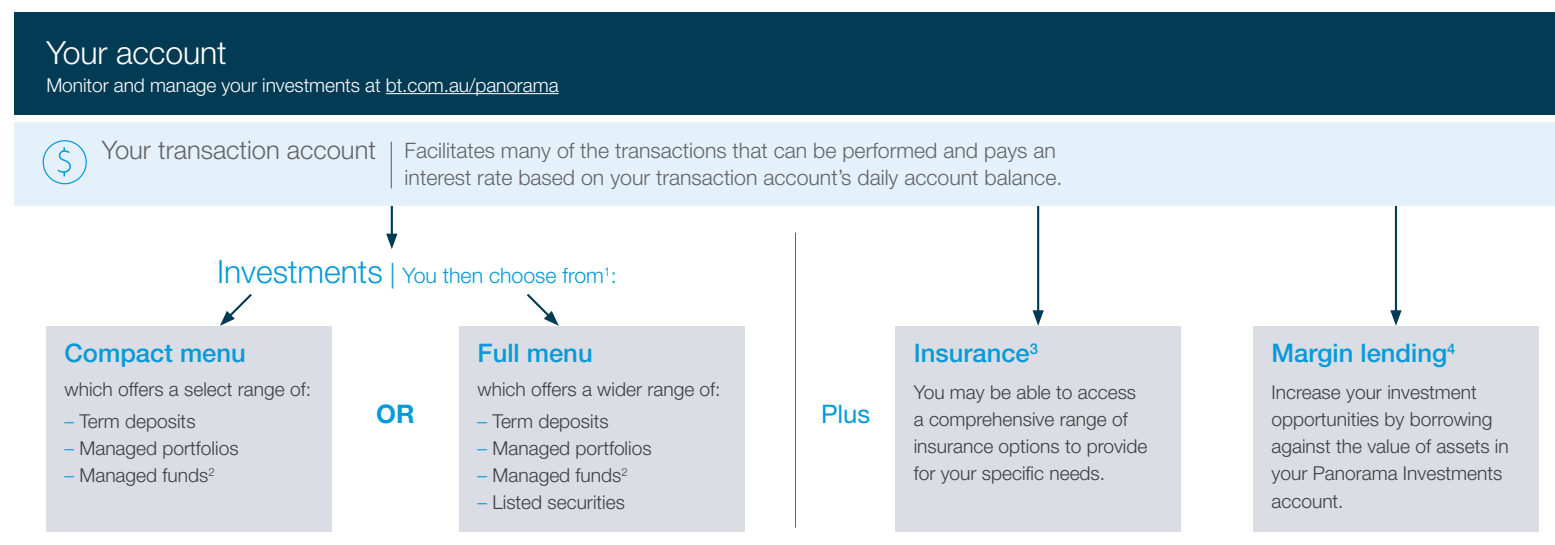 Your account
Monitor and manage your investments at bt.com.au/panorama
$
Your transaction account
Facilitates many of the transactions that can be performed and pays an
interest rate based on your transaction account's daily account balance.
Investments | You then choose from¹:
Compact menu
which offers a select range of:
– Term deposits
– Managed portfolios
– Managed funds²
OR
Full menu
which offers a wider range of:
– Term deposits
– Managed portfolios
– Managed funds²
– Listed securities
Plus
Insurance³
You may be able to access
a comprehensive range of
insurance options to provide
for your specific needs.
Margin lending⁴
Increase your investment
opportunities by borrowing
against the value of assets in
your Panorama Investments
account.